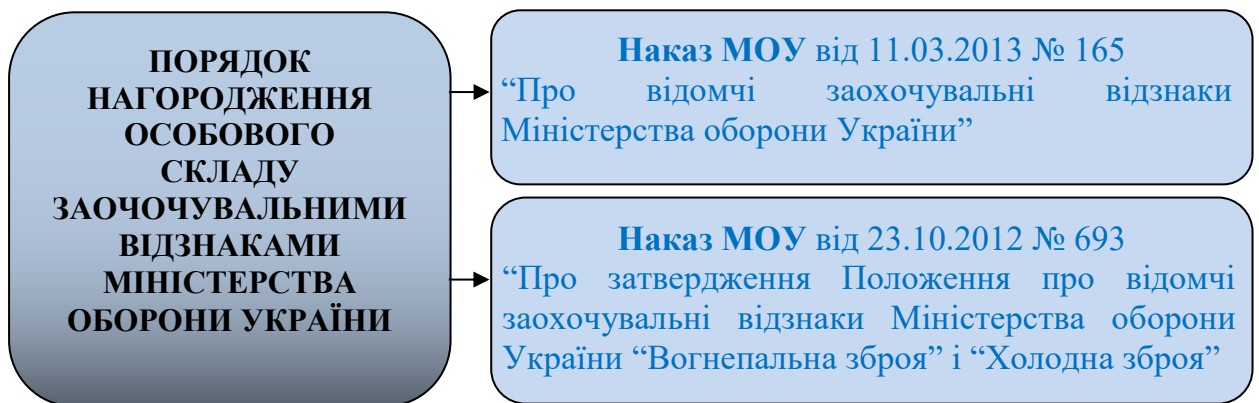 ПОРЯДОК
НАГОРОДЖЕННЯ
ОСОБОВОГО
СКЛАДУ
ЗАОЧОЧУВАЛЬНИМИ
ВІДЗНАКАМИ
МІНІСТЕРСТВА
ОБОРОНИ УКРАЇНИ
Наказ МОУ від 11.03.2013 № 165
“Про відомчі заохочувальні відзнаки
Міністерства оборони України”
Наказ МОУ від 23.10.2012 № 693
“Про затвердження Положення про відомчі
заохочувальні відзнаки Міністерства оборони
України “Вогнепальна зброя” і “Холодна зброя”